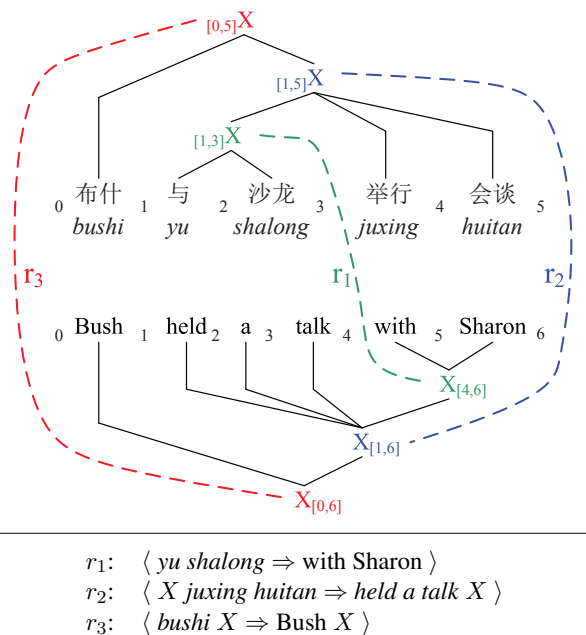 [0,5]X
[1,5]X
[1,3]X
布什 与 沙龙 举行 会谈
0 1 2 3 4 5
bushi yu shalong juxing huitan
r3 r1 r2
Bush held a talk with Sharon
0 1 2 3 4 5 6
X[4,6]
X[1,6]
X[0,6]
r1: ⟨ yu shalong ⇒ with Sharon ⟩
r2: ⟨ X juxing huitan ⇒ held a talk X ⟩
r3: ⟨ bushi X ⇒ Bush X ⟩